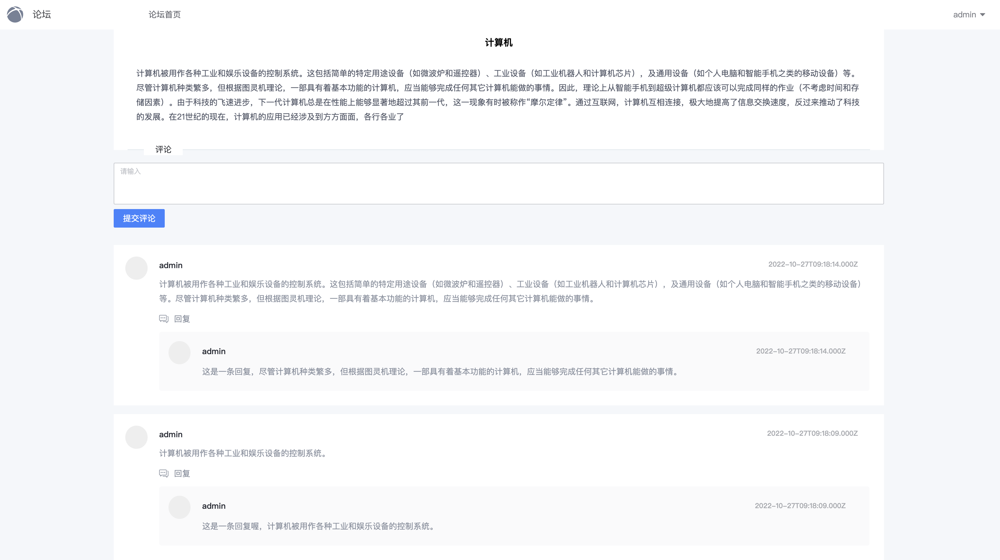 论坛
论坛首页
admin
计算机
计算机被用作各种工业和娱乐设备的控制系统。这包括简单的特定用途设备（如微波炉和遥控器）、工业设备（如工业机器人和计算机芯片），及通用设备（如个人电脑和智能手机之类的移动设备）等。
尽管计算机种类繁多，但根据图灵机理论，一部具有着基本功能的计算机，应当能够完成任何其它计算机能做的事情。因此，理论上从智能手机到超级计算机都应该可以完成同样的作业（不考虑时间和存
储因素）。由于科技的飞速进步，下一代计算机总是在性能上能够显著地超过其前一代，这一现象有时被称作“摩尔定律”。通过互联网，计算机互相连接，极大地提高了信息交换速度，反过来推动了科技
的发展。在21世纪的现在，计算机的应用已经涉及到方方面面，各行各业了
评论
请输入
提交评论
admin
2022-10-27T09:18:14.000Z
计算机被用作各种工业和娱乐设备的控制系统。这包括简单的特定用途设备（如微波炉和遥控器）、工业设备（如工业机器人和计算机芯片），及通用设备（如个人电脑和智能手机之类的移动设备）
等。尽管计算机种类繁多，但根据图灵机理论，一部具有着基本功能的计算机，应当能够完成任何其它计算机能做的事情。
回复
admin
2022-10-27T09:18:14.000Z
这是一条回复，尽管计算机种类繁多，但根据图灵机理论，一部具有着基本功能的计算机，应当能够完成任何其它计算机能做的事情。
admin
2022-10-27T09:18:09.000Z
计算机被用作各种工业和娱乐设备的控制系统。
回复
admin
2022-10-27T09:18:09.000Z
这是一条回复喔，计算机被用作各种工业和娱乐设备的控制系统。